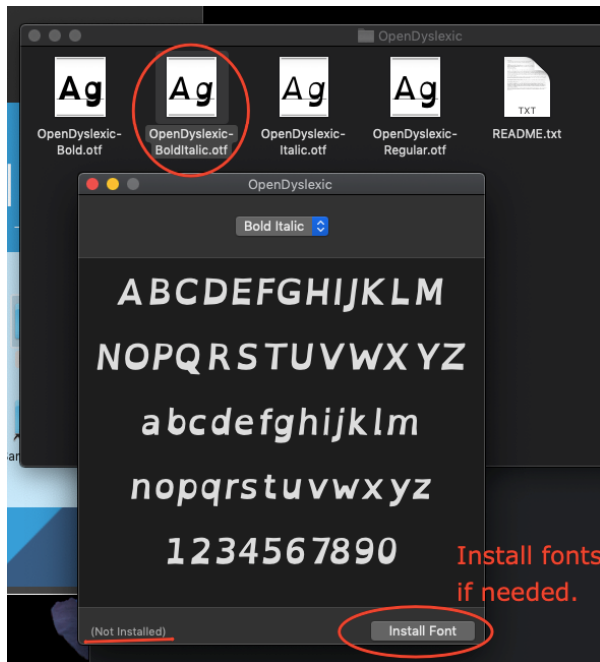 OpenDyslexic
Ag
Ag
Ag
Ag
TXT
OpenDyslexic-
Bold.otf
OpenDyslexic-
BoldItalic.otf
OpenDyslexic-
Italic.otf
OpenDyslexic-
Regular.otf
README.txt
OpenDyslexic
Bold Italic
ABCDEFGHIJKLM
NOPQRSTUVWXYZ
abcdefghijklm
nopqrstuvwxyz
1234567890
Install fonts
if needed.
(Not Installed)
Install Font